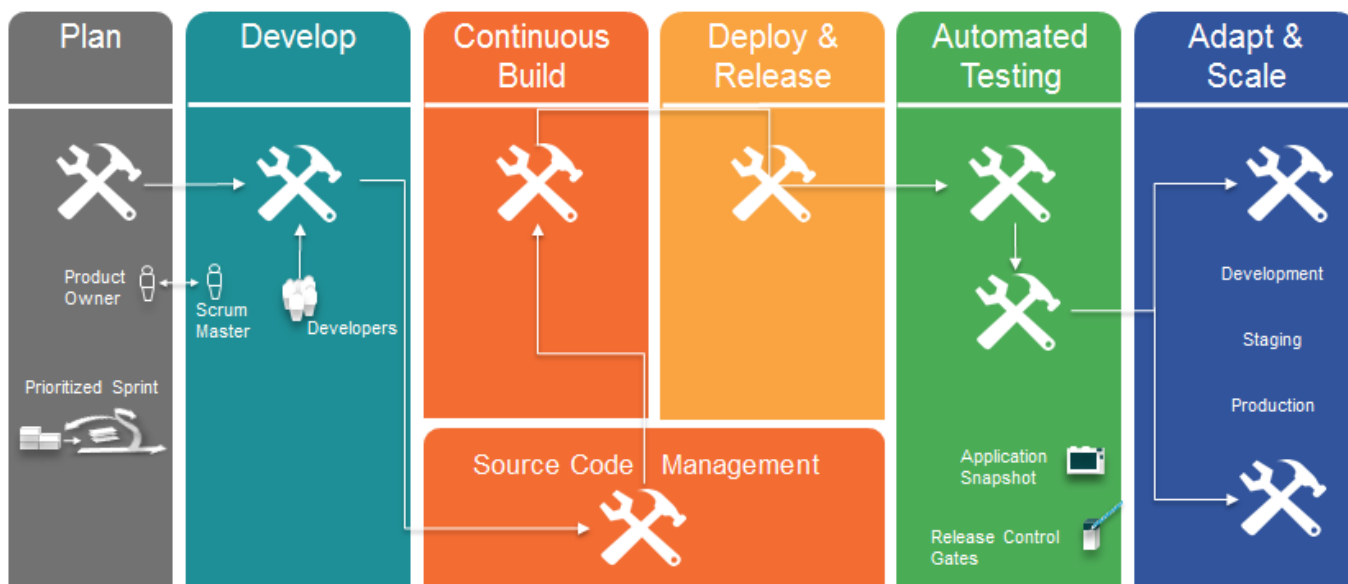 Plan
Develop
Continuous
Build
Deploy &
Release
Automated
Testing
Adapt &
Scale
Product
Owner
Scrum
Master
Developers
Prioritized Sprint
Source Code Management
Application
Snapshot
Release Control
Gates
Development
Staging
Production